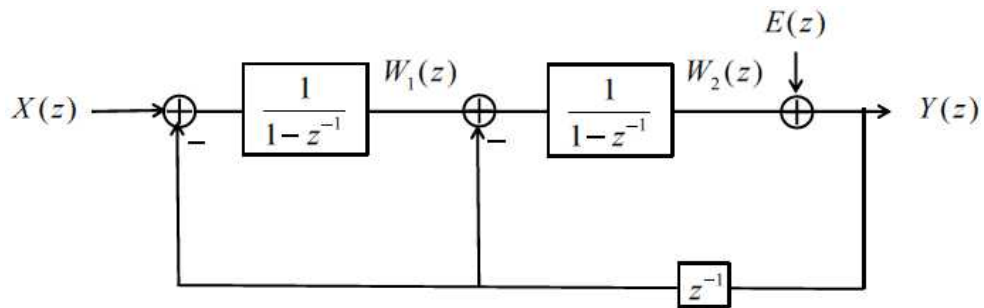 E(z)
X(z)
1
1 - z⁻¹
W₁(z)
1
1 - z⁻¹
W₂(z)
Y(z)
z⁻¹